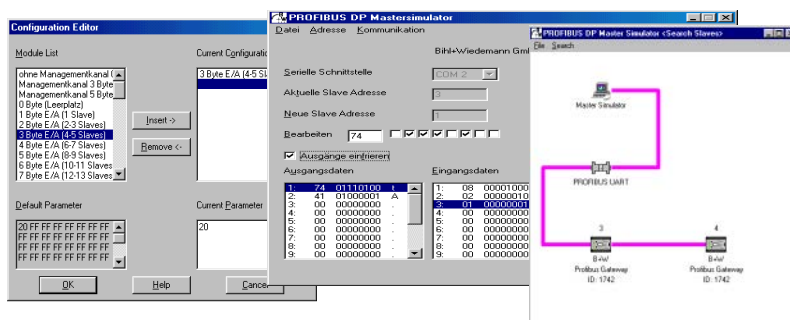 Configuration Editor
Module List
Current Configuratio
ohne Managementkanal (
Managementkanal 3 Byte
Managementkanal 5 Byte
0 Byte (Leerplatz)
1 Byte E/A (1 Slave)
2 Byte E/A (2-3 Slaves)
3 Byte E/A (4-5 Slaves)
4 Byte E/A (6-7 Slaves)
5 Byte E/A (8-9 Slaves)
6 Byte E/A (10-11 Slaves
7 Byte E/A (12-13 Slaves
3 Byte E/A (4-5 SL
Insert ->
Remove <-
Default Parameter
Current Parameter
20 FF FF FF FF FF FF FF
FF FF FF FF FF FF FF FF
FF FF FF FF FF FF FF FF
FF FF FF FF FF FF FF FF
20
OK
Help
Cance
PROFIBUS DP Mastersimulator
Datei Adresse Kommunikation
Bihl+Wiedemann Gm
Serielle Schnittstelle
COM 2
Aktuelle Slave Adresse
3
Neue Slave Adresse
1
Bearbeiten
74
Ausgänge einfrieren
Ausgangsdaten
1: 74 01110100 t
2: 41 01000001 A
3: 00 00000000 .
4: 00 00000000 .
5: 00 00000000 .
6: 00 00000000 .
7: 00 00000000 .
8: 00 00000000 .
9: 00 00000000 .
Eingangsdaten
1: 08 00001000
2: 02 00000010
3: 01 00000001
4: 00 00000000
5: 00 00000000
6: 00 00000000
7: 00 00000000
8: 00 00000000
9: 00 00000000
PROFIBUS DP Master Simulator <Search Slaves>
File Search
Master Simulator
PROFIBUS UART
3
B+W
Profibus Gateway
ID: 1742
4
B+W
Profibus Gateway
ID: 1742